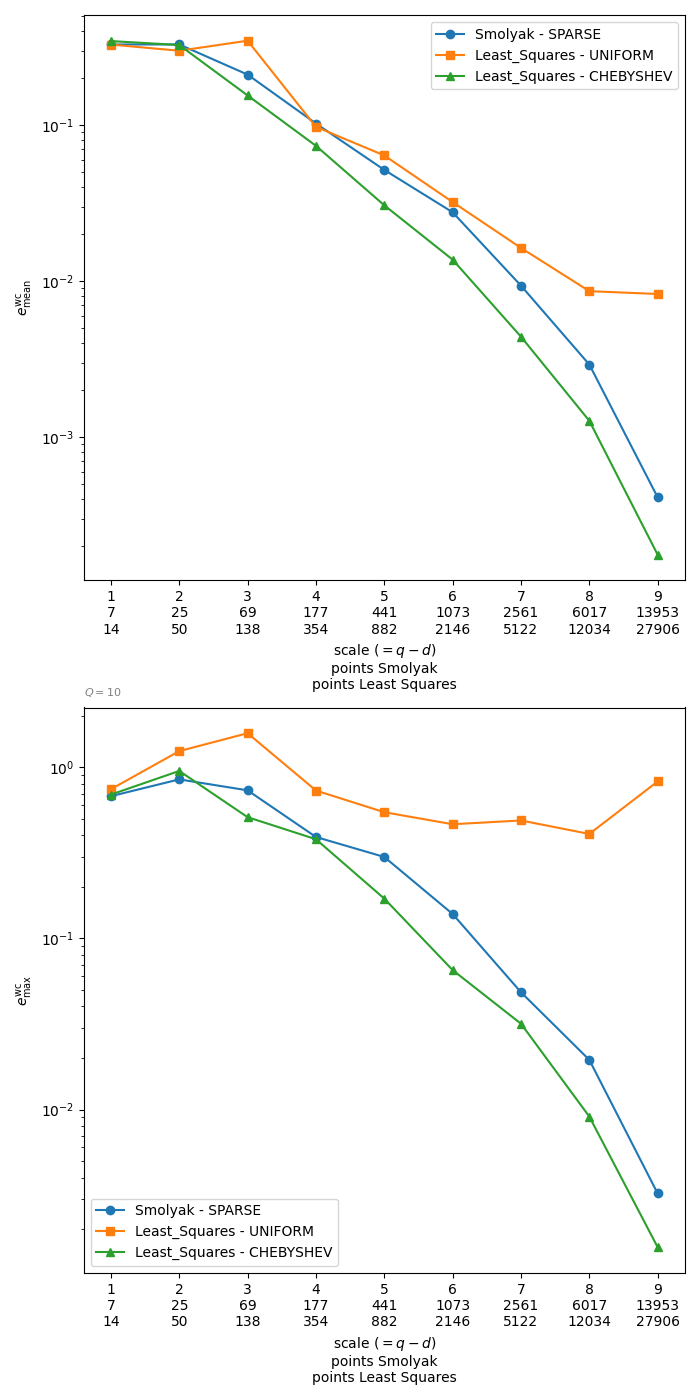 Smolyak - SPARSE
Least_Squares - UNIFORM
Least_Squares - CHEBYSHEV
10⁻¹
10⁻²
10⁻³
e^wc_mean
1 2 3 4 5 6 7 8 9
7 25 69 177 441 1073 2561 6017 13953
14 50 138 354 882 2146 5122 12034 27906
scale (= q − d)
points Smolyak
points Least Squares
Q = 10
10⁰
10⁻¹
10⁻²
e^wc_max
Smolyak - SPARSE
Least_Squares - UNIFORM
Least_Squares - CHEBYSHEV
1 2 3 4 5 6 7 8 9
7 25 69 177 441 1073 2561 6017 13953
14 50 138 354 882 2146 5122 12034 27906
scale (= q − d)
points Smolyak
points Least Squares